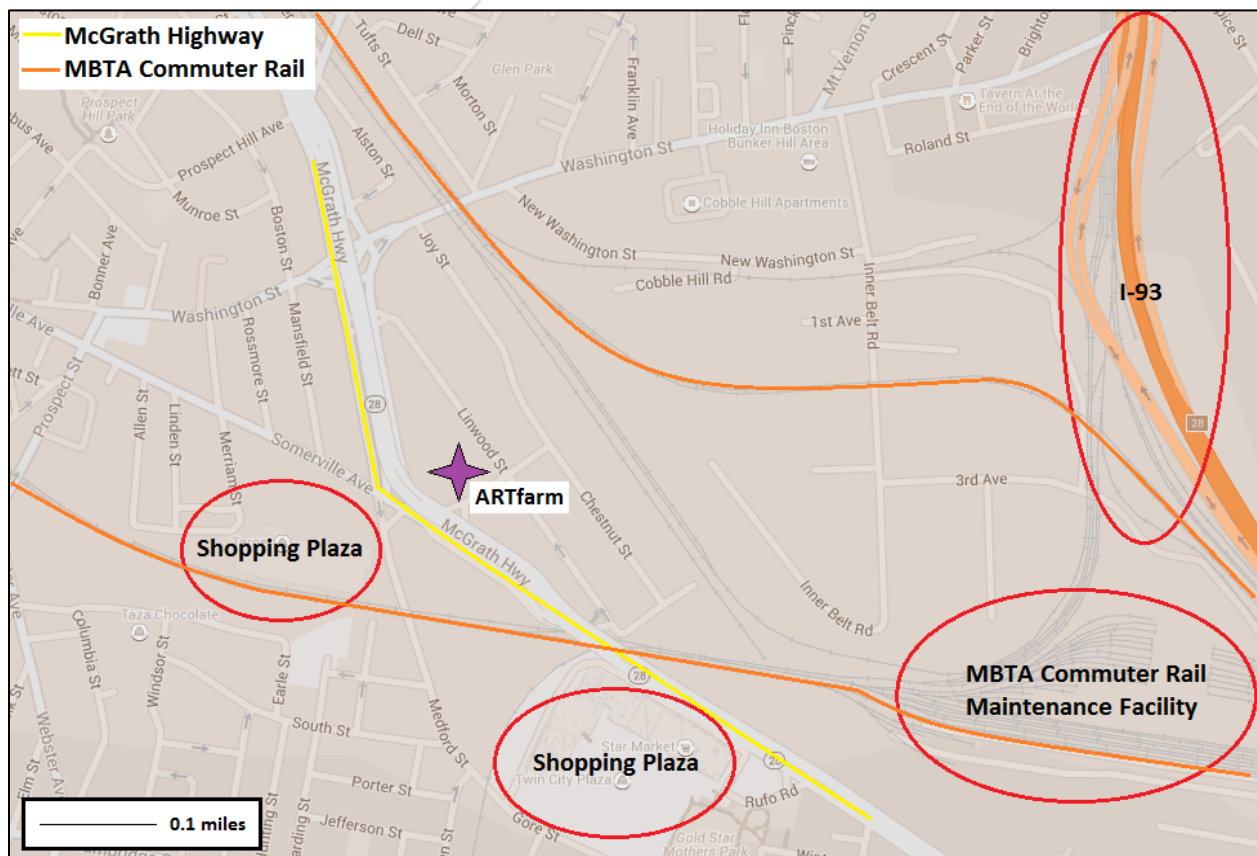 McGrath Highway
MBTA Commuter Rail
Tufts St
Dell St
Glen Park
Morton St
Franklin Ave
Mt Vernon S
Crescent St
Parker St
Brighton
Tavern At the
End of the World
Roland St
Holiday Inn-Boston
Bunker Hill Area
Prospect
Hill Park
Prospect Hill Ave
Munroe St
Alston St
Washington St
McGrath Hwy
Boston St
Bonner Ave
Cobble Hill Apartments
New Washington St
New Washington St
Cobble Hill Rd
Joy St
Inner Belt Rd
1st Ave
I-93
Washington St
Mansfield St
Rossmore St
Prospect St
Allen St
Linden St
Merriam St
Somerville Ave
28
Linwood St
28
ARTfarm
3rd Ave
Chestnut St
McGrath Hwy
Shopping Plaza
Taza Chocolate
Columbia St
Windsor St
Earle St
Inner Belt Rd
MBTA Commuter Rail
Maintenance Facility
28
South St
Medford St
Webster Ave
Star Market
Shopping Plaza
Twin City Plaza
28
Rufo Rd
Elm St
Porter St
Jefferson St
Gore St
Gold Star
Mothers Park
0.1 miles